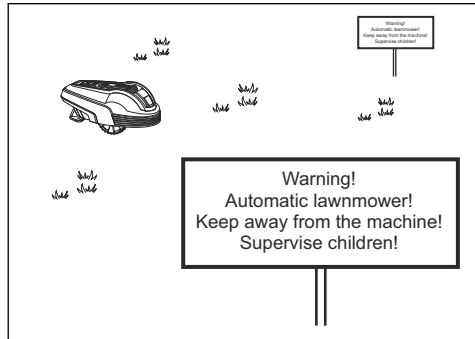 Warning!
Automatic lawnmower!
Keep away from the machine!
Supervise children!
Warning!
Automatic lawnmower!
Keep away from the machine!
Supervise children!